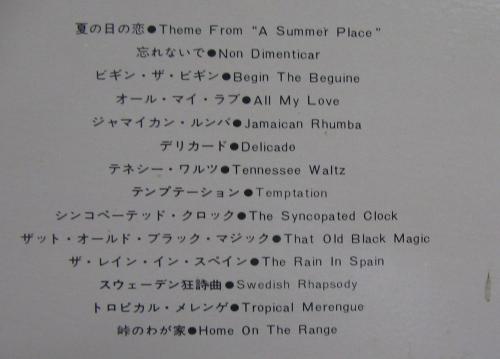 夏の日の恋●Theme From "A Summer Place"
忘れないで●Non Dimenticar
ビギン・ザ・ビギン●Begin The Beguine
オール・マイ・ラブ●All My Love
ジャマイカン・ルンバ●Jamaican Rhumba
デリカード●Delicado
テネシー・ワルツ●Tennessee Waltz
テンプテーション●Temptation
シンコペーテッド・クロック●The Syncopated Clock
ザット・オールド・ブラック・マジック●That Old Black Magic
ザ・レイン・イン・スペイン●The Rain In Spain
スウェーデン狂詩曲●Swedish Rhapsody
トロピカル・メレンゲ●Tropical Merengue
峠のわが家●Home On The Range